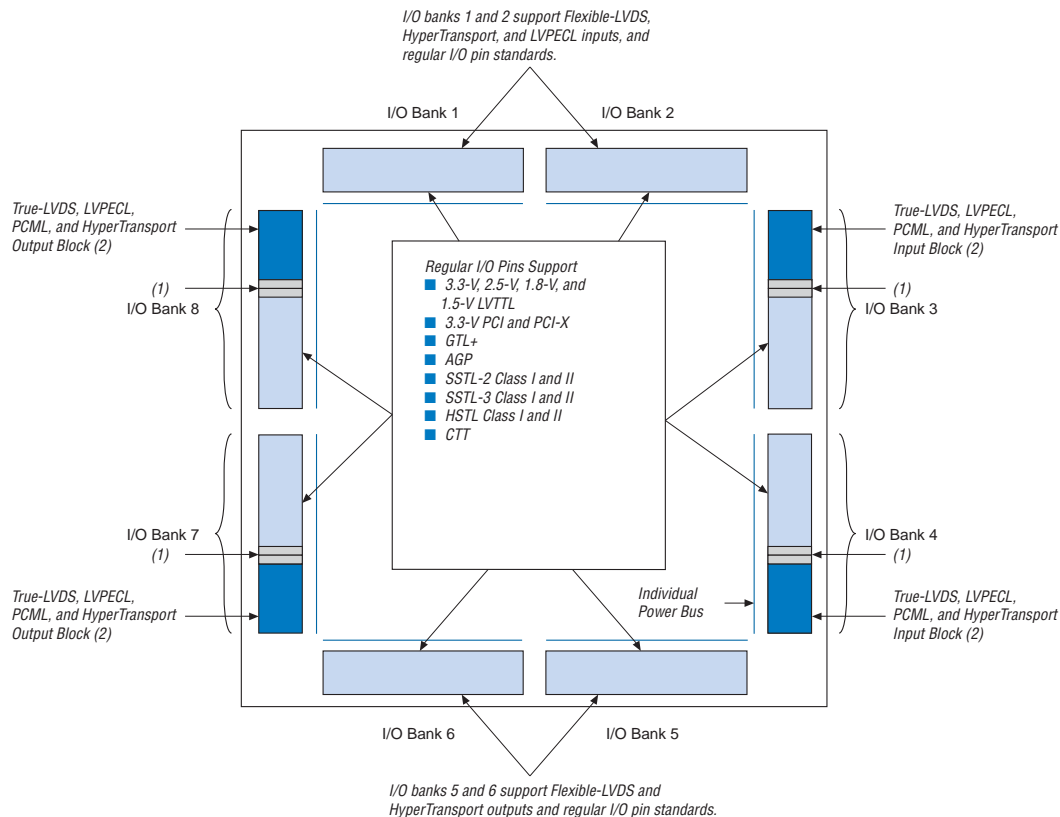 I/O banks 1 and 2 support Flexible-LVDS,
HyperTransport, and LVPECL inputs, and
regular I/O pin standards.
I/O Bank 1
I/O Bank 2
True-LVDS, LVPECL,
PCML, and HyperTransport
Output Block (2)
(1)
I/O Bank 8
True-LVDS, LVPECL,
PCML, and HyperTransport
Input Block (2)
(1)
I/O Bank 3
Regular I/O Pins Support
3.3-V, 2.5-V, 1.8-V, and
1.5-V LVTTL
3.3-V PCI and PCI-X
GTL+
AGP
SSTL-2 Class I and II
SSTL-3 Class I and II
HSTL Class I and II
CTT
I/O Bank 7
(1)
True-LVDS, LVPECL,
PCML, and HyperTransport
Output Block (2)
Individual
Power Bus
I/O Bank 4
(1)
True-LVDS, LVPECL,
PCML, and HyperTransport
Input Block (2)
I/O Bank 6
I/O Bank 5
I/O banks 5 and 6 support Flexible-LVDS and
HyperTransport outputs and regular I/O pin standards.